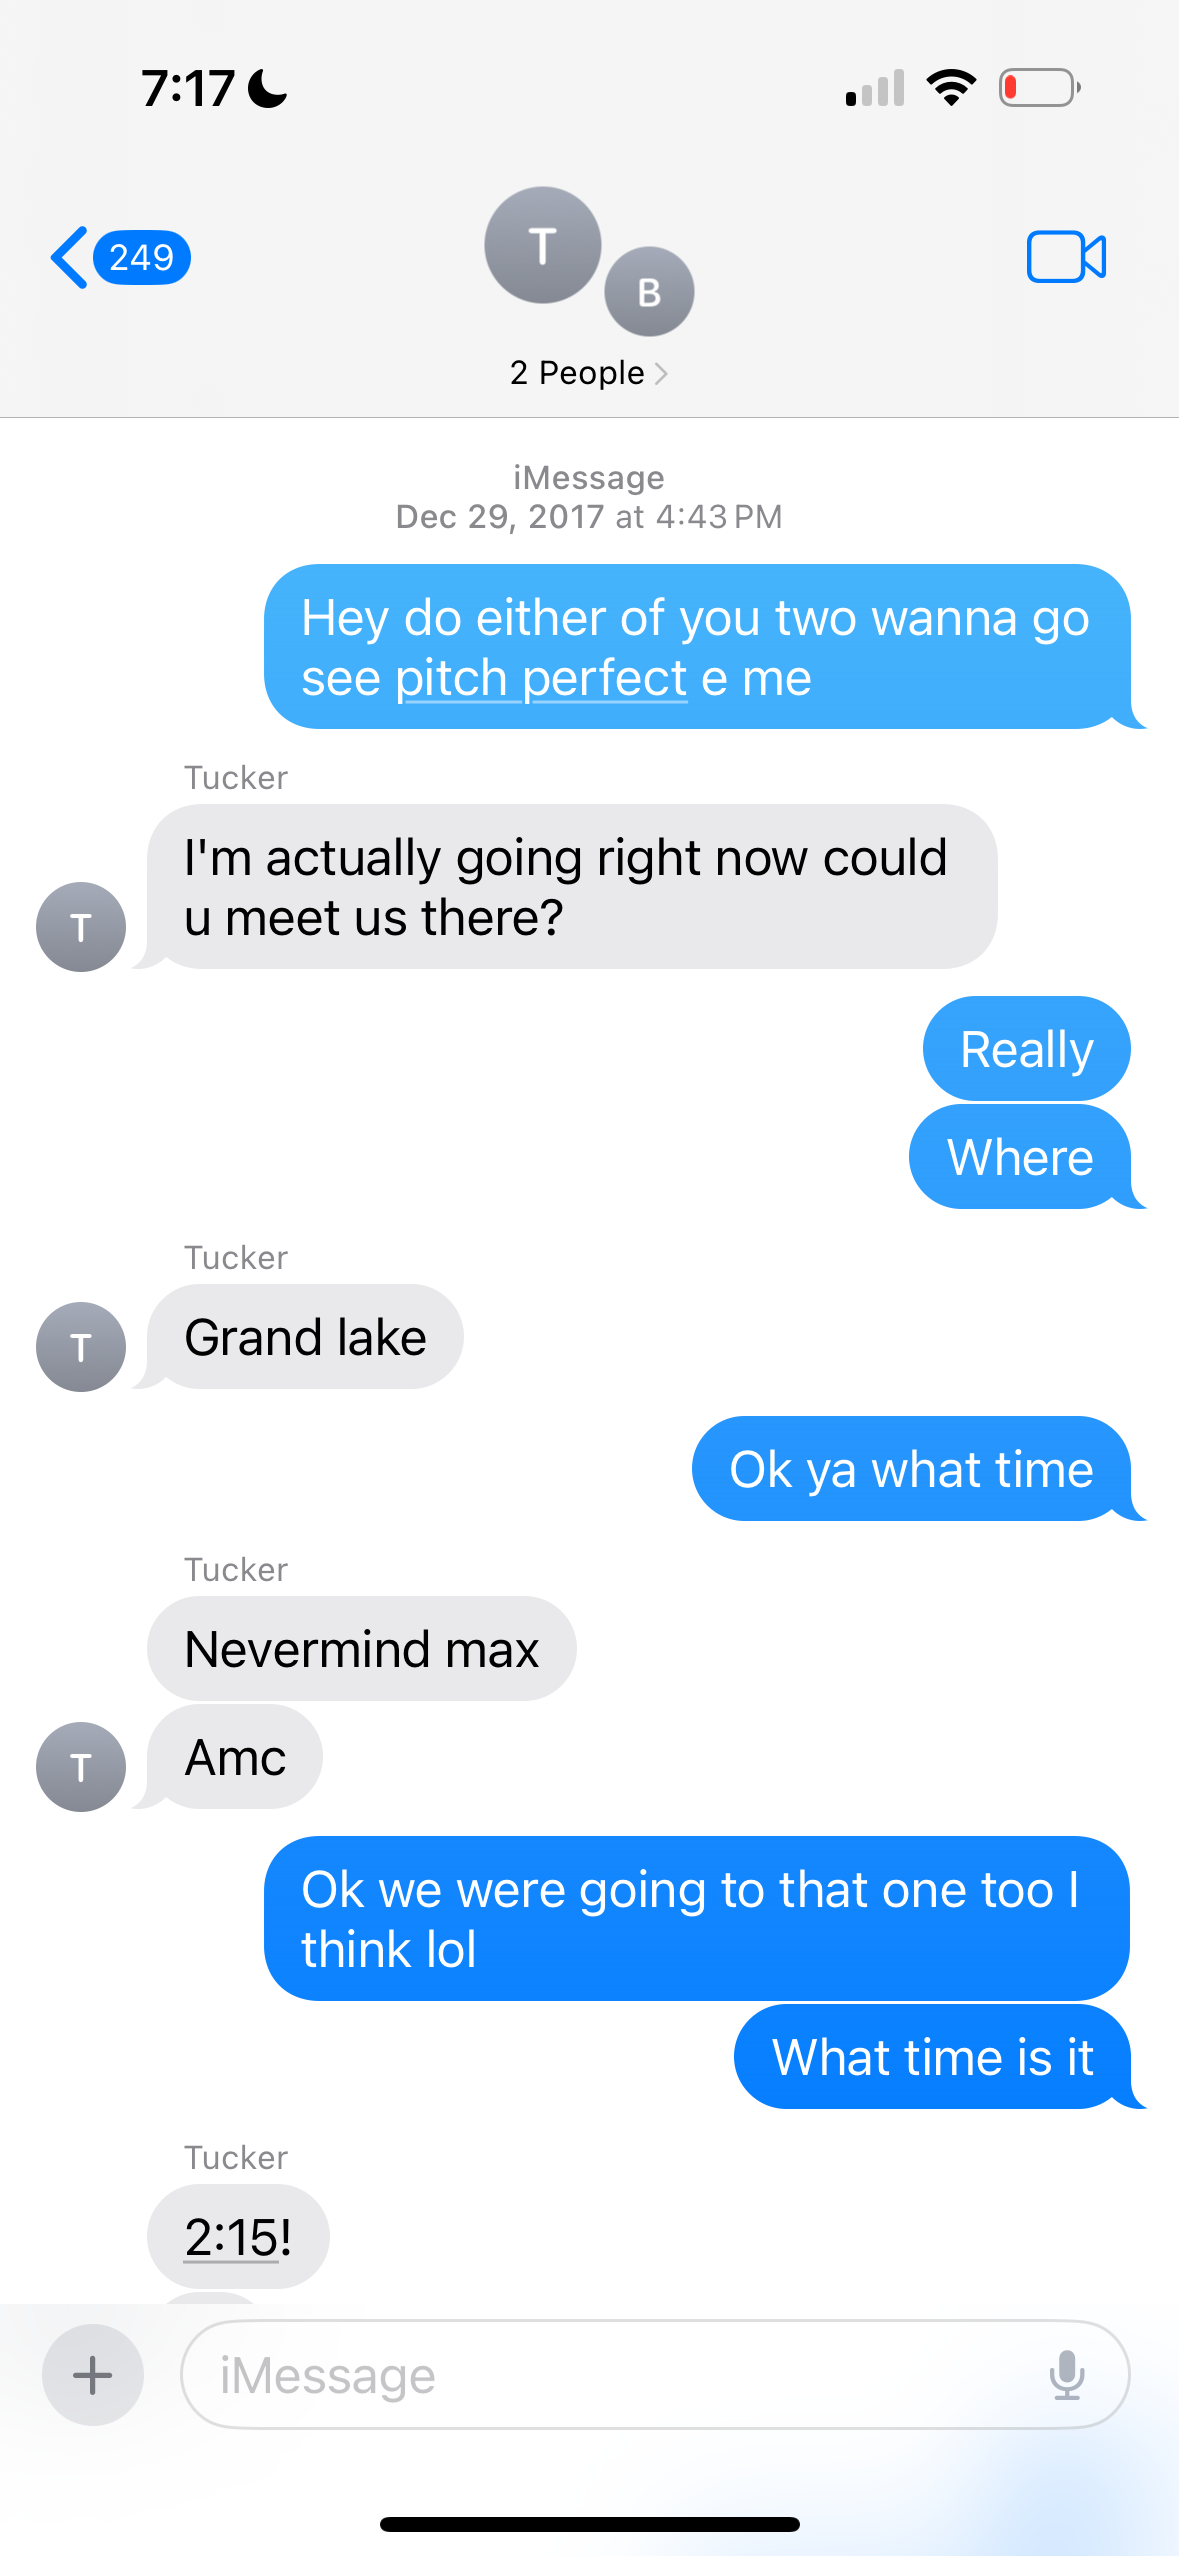 7:17
249
T
B
2 People
iMessage
Dec 29, 2017 at 4:43 PM
Hey do either of you two wanna go
see pitch perfect e me
Tucker
I'm actually going right now could
u meet us there?
T
Really
Where
Tucker
Grand lake
T
Ok ya what time
Tucker
Nevermind max
Amc
T
Ok we were going to that one too I
think lol
What time is it
Tucker
2:15!
iMessage